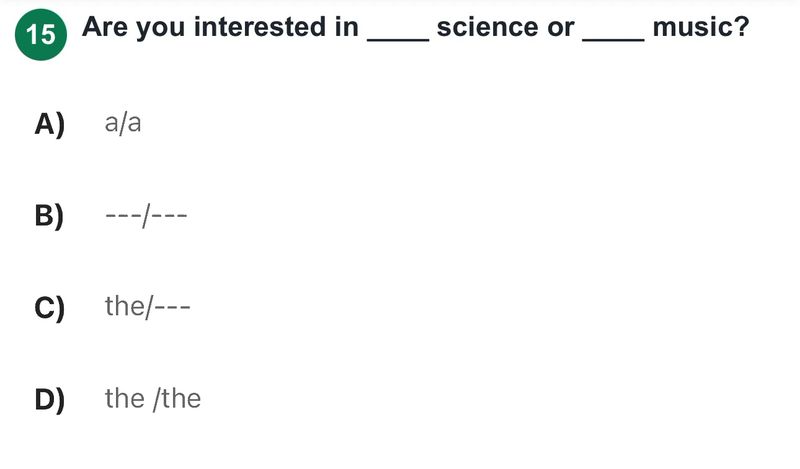 15 Are you interested in ____ science or ____ music?
A) a/a
B) ---/---
C) the/---
D) the /the